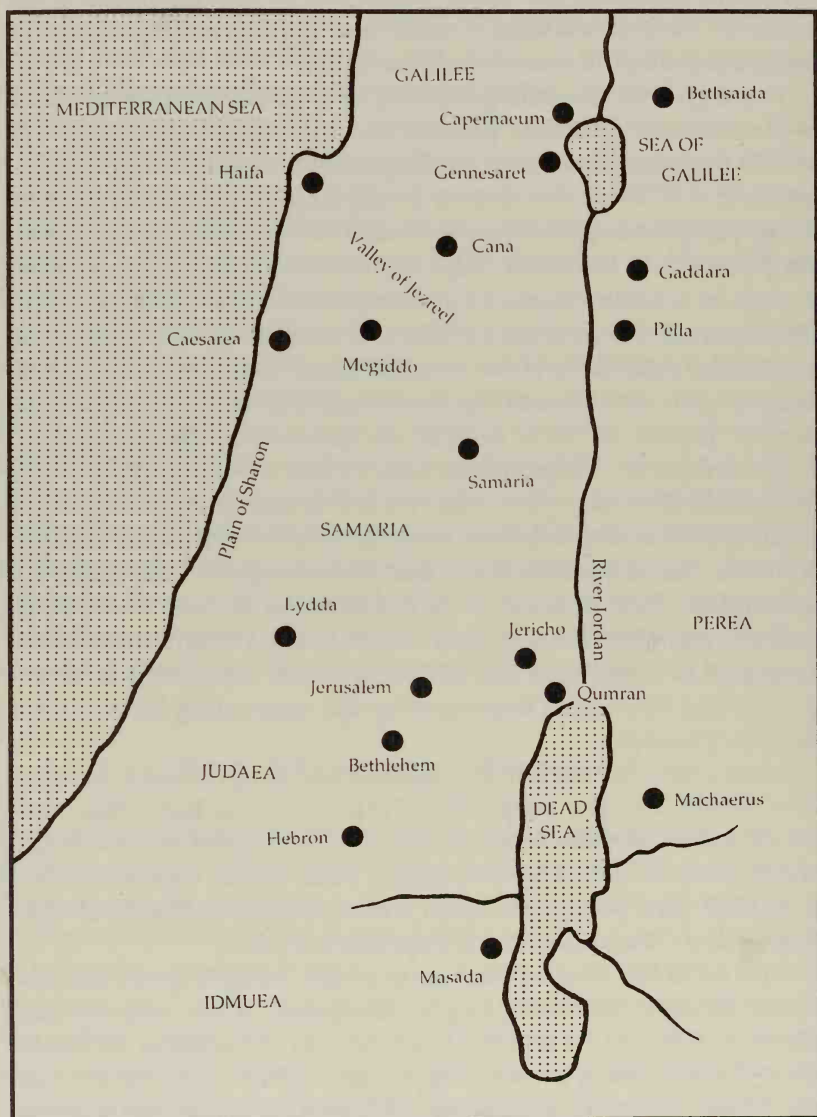 GALILEE
MEDITERRANEAN SEA
Bethsaida
Capernaeum
SEA OF
GALILEE
Gennesaret
Haifa
Cana
Valley of Jezreel
Gaddara
Caesarea
Pella
Megiddo
Samaria
Plain of Sharon
SAMARIA
River Jordan
Lydda
PEREA
Jericho
Jerusalem
Qumran
Bethlehem
JUDAEA
DEAD
SEA
Machaerus
Hebron
Masada
IDMUEA